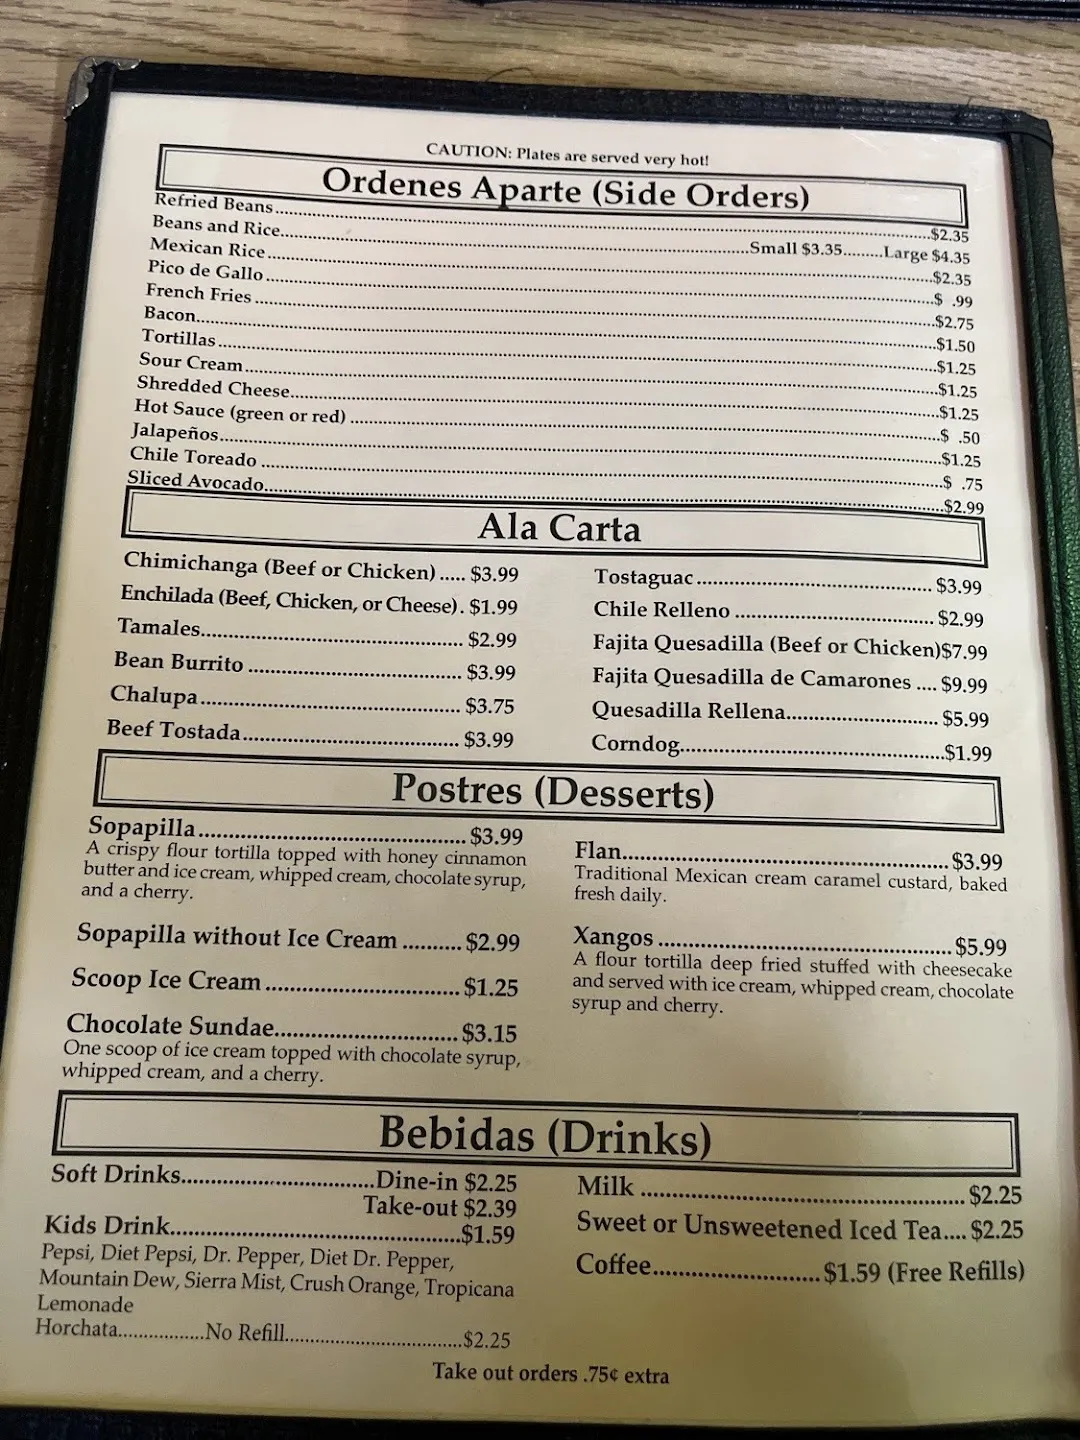 CAUTION: Plates are served very hot!
Ordenes Aparte (Side Orders)
Refried Beans....$2.35
Beans and Rice....Small $3.35....Large $4.35
Mexican Rice....$2.35
Pico de Gallo....$ .99
French Fries....$2.75
Bacon....$1.50
Tortillas....$1.25
Sour Cream....$1.25
Shredded Cheese....$1.25
Hot Sauce (green or red)....$ .50
Jalapeños....$1.25
Chile Toreado....$ .75
Sliced Avocado....$2.99
Ala Carta
Chimichanga (Beef or Chicken)..... $3.99
Enchilada (Beef, Chicken, or Cheese). $1.99
Tamales.... $2.99
Bean Burrito.... $3.99
Chalupa.... $3.75
Beef Tostada.... $3.99
Tostaguac.... $3.99
Chile Relleno.... $2.99
Fajita Quesadilla (Beef or Chicken)$7.99
Fajita Quesadilla de Camarones .... $9.99
Quesadilla Rellena.... $5.99
Corndog....$1.99
Postres (Desserts)
Sopapilla.... $3.99
A crispy flour tortilla topped with honey cinnamon
butter and ice cream, whipped cream, chocolate syrup,
and a cherry.
Sopapilla without Ice Cream .... $2.99
Scoop Ice Cream.... $1.25
Chocolate Sundae.... $3.15
One scoop of ice cream topped with chocolate syrup,
whipped cream, and a cherry.
Flan.... $3.99
Traditional Mexican cream caramel custard, baked
fresh daily.
Xangos.... $5.99
A flour tortilla deep fried stuffed with cheesecake
and served with ice cream, whipped cream, chocolate
syrup and cherry.
Bebidas (Drinks)
Soft Drinks....Dine-in $2.25
Take-out $2.39
Kids Drink....$1.59
Pepsi, Diet Pepsi, Dr. Pepper, Diet Dr. Pepper,
Mountain Dew, Sierra Mist, Crush Orange, Tropicana
Lemonade
Horchata....No Refill....$2.25
Milk .... $2.25
Sweet or Unsweetened Iced Tea.... $2.25
Coffee.... $1.59 (Free Refills)
Take out orders .75¢ extra